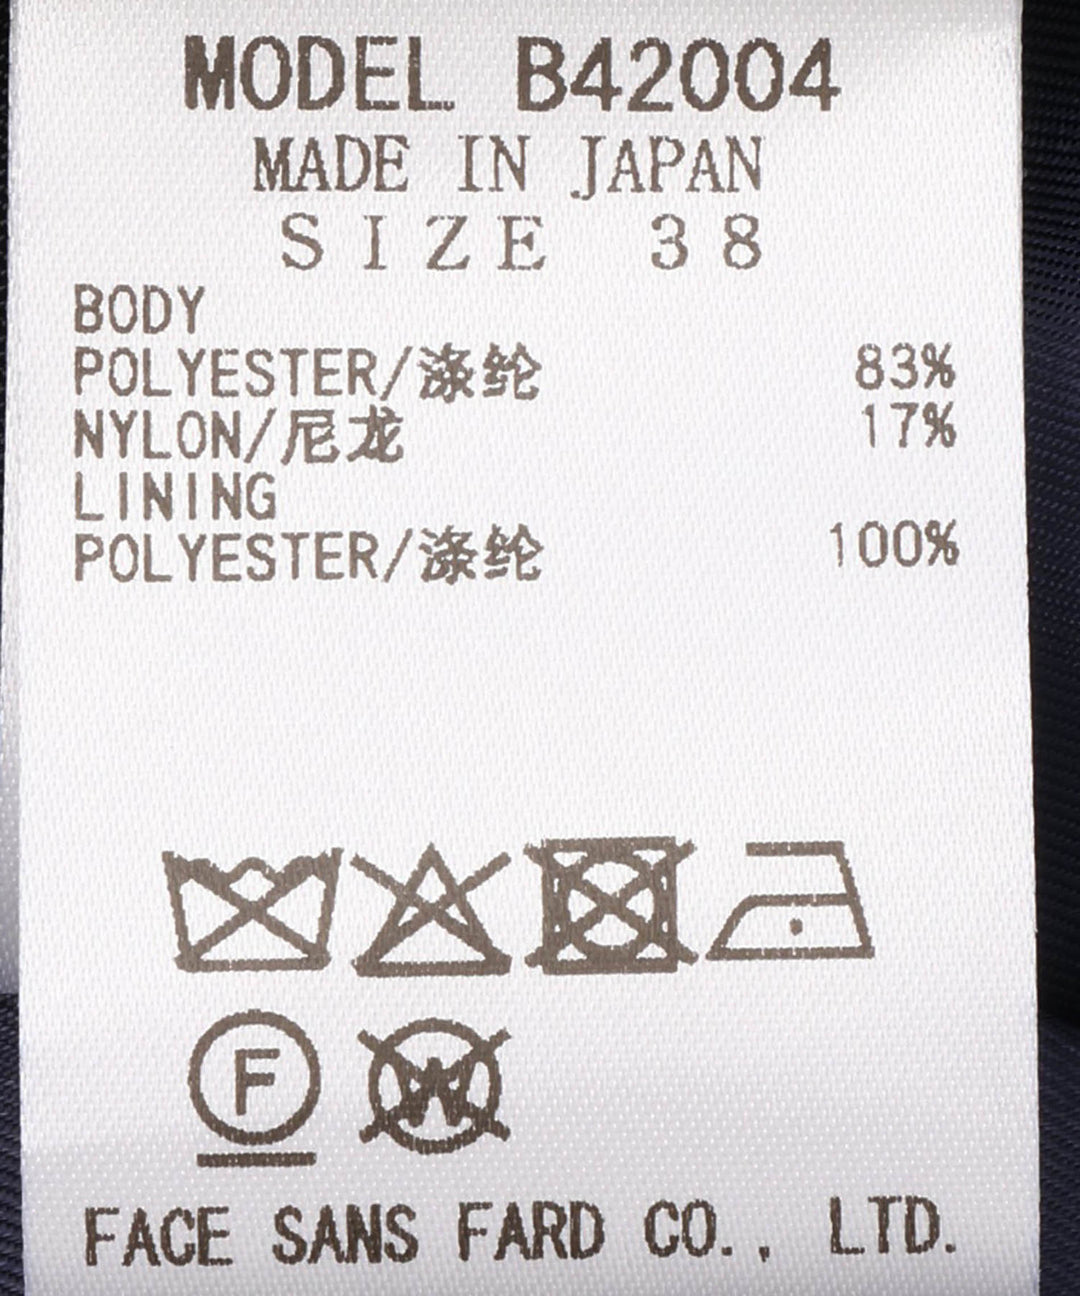 MODEL B42004
MADE IN JAPAN
SIZE 38
BODY
POLYESTER/涤纶 83%
NYLON/尼龙 17%
LINING
POLYESTER/涤纶 100%
F W
FACE SANS FARD CO., LTD.